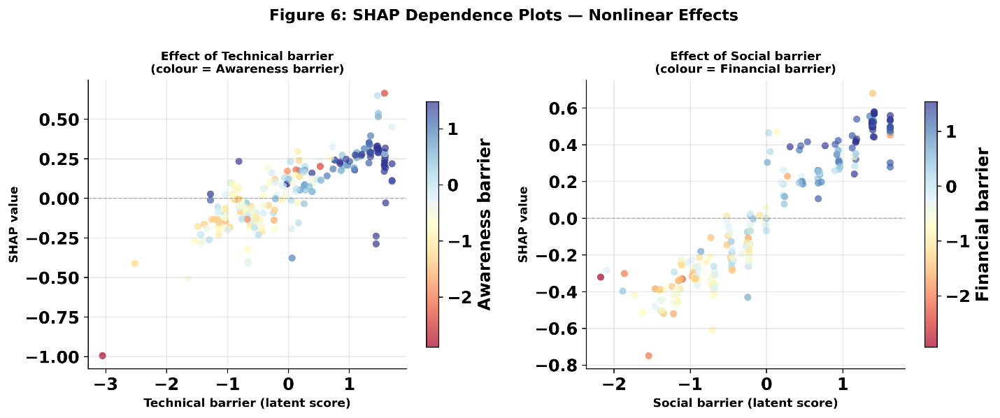 Figure 6: SHAP Dependence Plots — Nonlinear Effects
Effect of Technical barrier
(colour = Awareness barrier)
SHAP value
0.50
0.25
0.00
−0.25
−0.50
−0.75
−1.00
−3
−2
−1
0
1
Technical barrier (latent score)
1
0
−1
−2
Awareness barrier
Effect of Social barrier
(colour = Financial barrier)
SHAP value
0.6
0.4
0.2
0.0
−0.2
−0.4
−0.6
−0.8
−2
−1
0
1
Social barrier (latent score)
1
0
−1
−2
Financial barrier